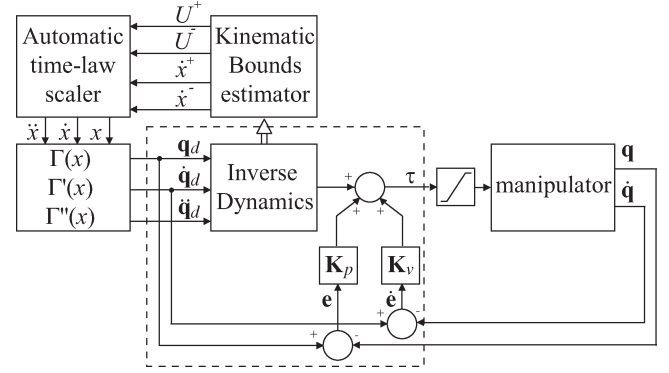 Automatic
time-law
scaler
U⁺
U⁻
ẋ⁺
ẋ⁻
Kinematic
Bounds
estimator
ẍ ẋ x
Γ(x)
Γ'(x)
Γ''(x)
q_d
q̇_d
q̈_d
Inverse
Dynamics
+
+
+
τ
manipulator
q
q̇
K_p
K_v
e
ė
+
-
+
-